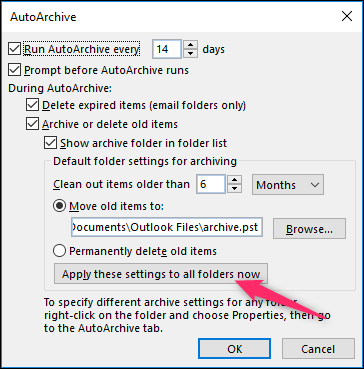 AutoArchive
Run AutoArchive every 14 days
Prompt before AutoArchive runs
During AutoArchive:
Delete expired items (email folders only)
Archive or delete old items
Show archive folder in folder list
Default folder settings for archiving
Clean out items older than 6 Months
Move old items to:
Documents\Outlook Files\archive.pst Browse...
Permanently delete old items
Apply these settings to all folders now
To specify different archive settings for any folder,
right-click on the folder and choose Properties, then go
to the AutoArchive tab.
OK Cancel